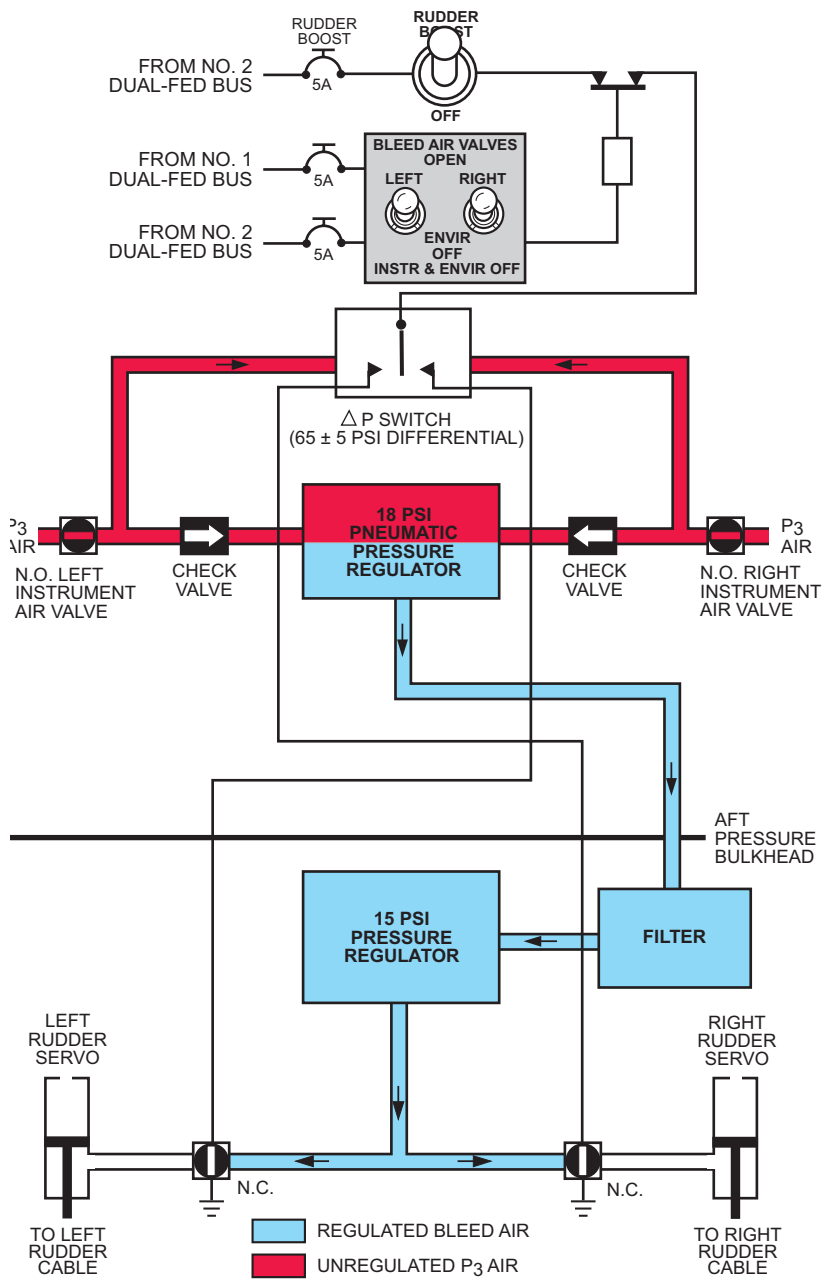 RUDDER
BOOST
5A
FROM NO. 2
DUAL-FED BUS
RUDDER
BOOST
OFF
FROM NO. 1
DUAL-FED BUS
5A
FROM NO. 2
DUAL-FED BUS
5A
BLEED AIR VALVES
OPEN
LEFT
RIGHT
ENVIR
OFF
INSTR & ENVIR OFF
△ P SWITCH
(65 ± 5 PSI DIFFERENTIAL)
P3
AIR
N.O. LEFT
INSTRUMENT
AIR VALVE
CHECK
VALVE
18 PSI
PNEUMATIC
PRESSURE
REGULATOR
CHECK
VALVE
P3
AIR
N.O. RIGHT
INSTRUMENT
AIR VALVE
AFT
PRESSURE
BULKHEAD
15 PSI
PRESSURE
REGULATOR
FILTER
LEFT
RUDDER
SERVO
RIGHT
RUDDER
SERVO
N.C.
N.C.
TO LEFT
RUDDER
CABLE
TO RIGHT
RUDDER
CABLE
REGULATED BLEED AIR
UNREGULATED P3 AIR